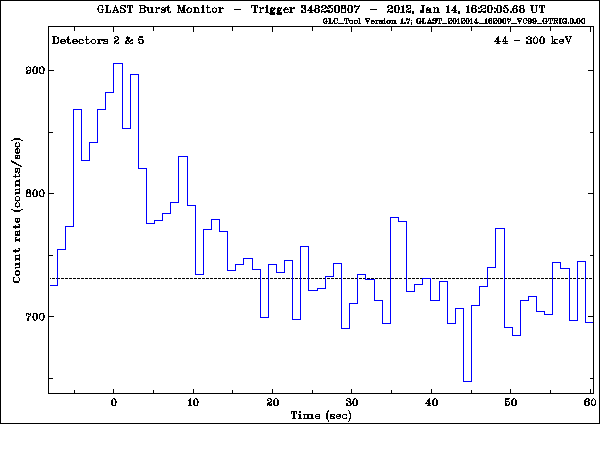 GLAST Burst Monitor – Trigger 348250807 – 2012, Jan 14, 16:20:05.68 UT
GLC_Tool Version 1.7; GLAST_2012014_162007_VC99_GTRIG.0.00
Detectors 2 & 5
44 – 300 keV
900
800
700
Count rate (counts/sec)
0 10 20 30 40 50 60
Time (sec)